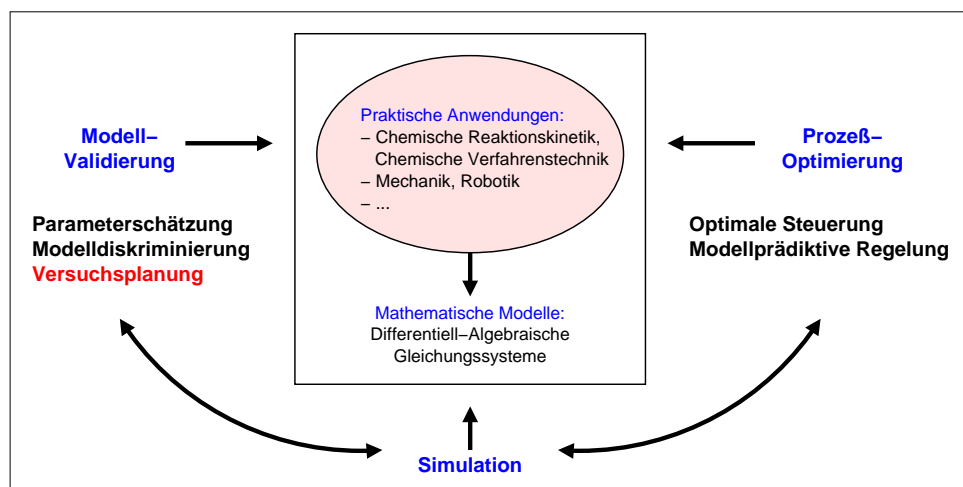 Praktische Anwendungen:
– Chemische Reaktionskinetik,
Chemische Verfahrenstechnik
– Mechanik, Robotik
– ...
Modell–
Validierung
Parameterschätzung
Modelldiskriminierung
Versuchsplanung
Prozeß–
Optimierung
Optimale Steuerung
Modellprädiktive Regelung
Mathematische Modelle:
Differentiell–Algebraische
Gleichungssysteme
Simulation